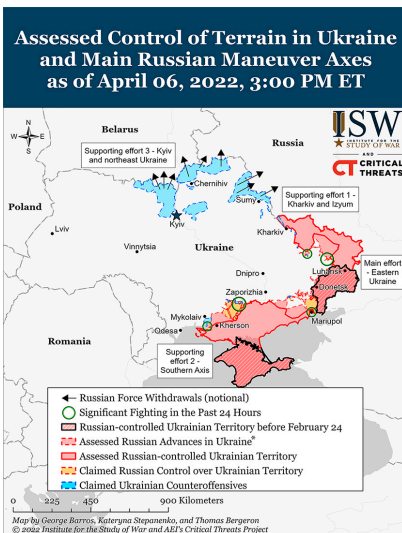 Assessed Control of Terrain in Ukraine
and Main Russian Maneuver Axes
as of April 06, 2022, 3:00 PM ET
N
W
E
S
Belarus
ISW
INSTITUTE FOR THE
STUDY OF WAR
AND
CT CRITICAL
THREATS
Supporting effort 3 - Kyiv
and northeast Ukraine
Russia
Chernihiv
Supporting effort 1 -
Kharkiv and Izyum
Sumy
Poland
Kyiv
Kharkiv
Lviv
Ukraine
Vinnytsia
Main effort
- Eastern
Ukraine
Dnipro
Luhansk
Donetsk
Zaporizhia
Mykolaiv
Mariupol
Kherson
Odesa
Romania
Supporting
effort 2 -
Southern Axis
Russian Force Withdrawals (notional)
Significant Fighting in the Past 24 Hours
Russian-controlled Ukrainian Territory before February 24
Assessed Russian Advances in Ukraine*
Assessed Russian-controlled Ukrainian Territory
Claimed Russian Control over Ukrainian Territory
Claimed Ukrainian Counteroffensives
0 225 450 900 Kilometers
Map by George Barros, Kateryna Stepanenko, and Thomas Bergeron
© 2022 Institute for the Study of War and AEI's Critical Threats Project